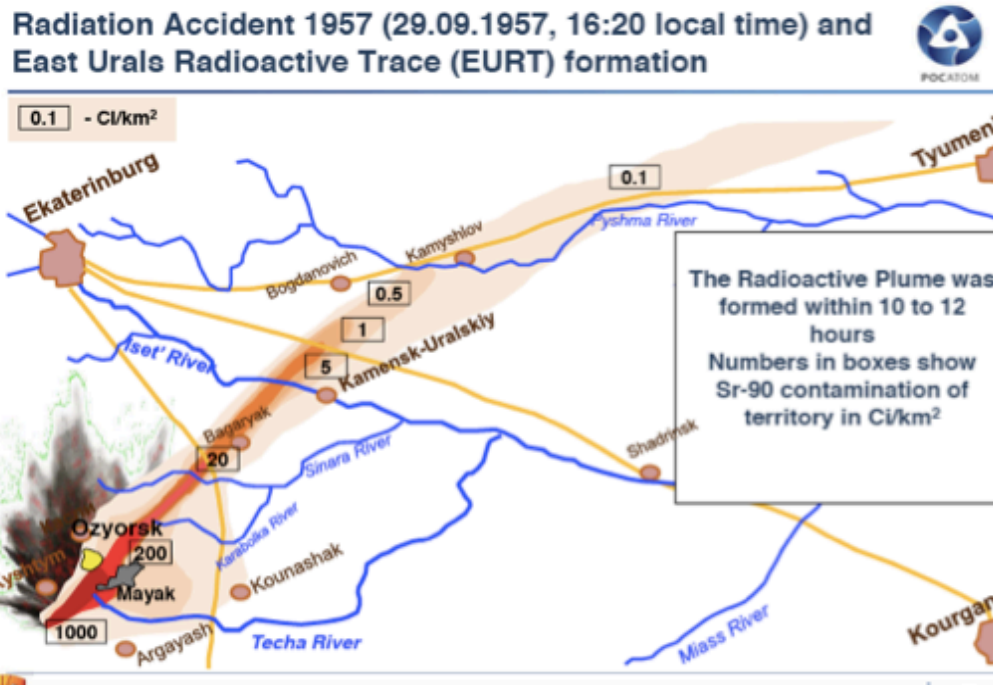 Radiation Accident 1957 (29.09.1957, 16:20 local time) and
East Urals Radioactive Trace (EURT) formation
РОСАТОМ
0.1 - Ci/km²
Ekaterinburg
Tyumen
0.1
Pyshma River
Kamyshlov
Bogdanovich
0.5
The Radioactive Plume was
formed within 10 to 12
hours
Numbers in boxes show
Sr-90 contamination of
territory in Ci/km²
1
Iset' River
5
Kamensk-Uralskiy
Bagaryak
20
Sinara River
Shadrinsk
Ozyorsk
200
Karabolka River
Kounashak
Mayak
1000
Argayash
Techa River
Miass River
Kourgan